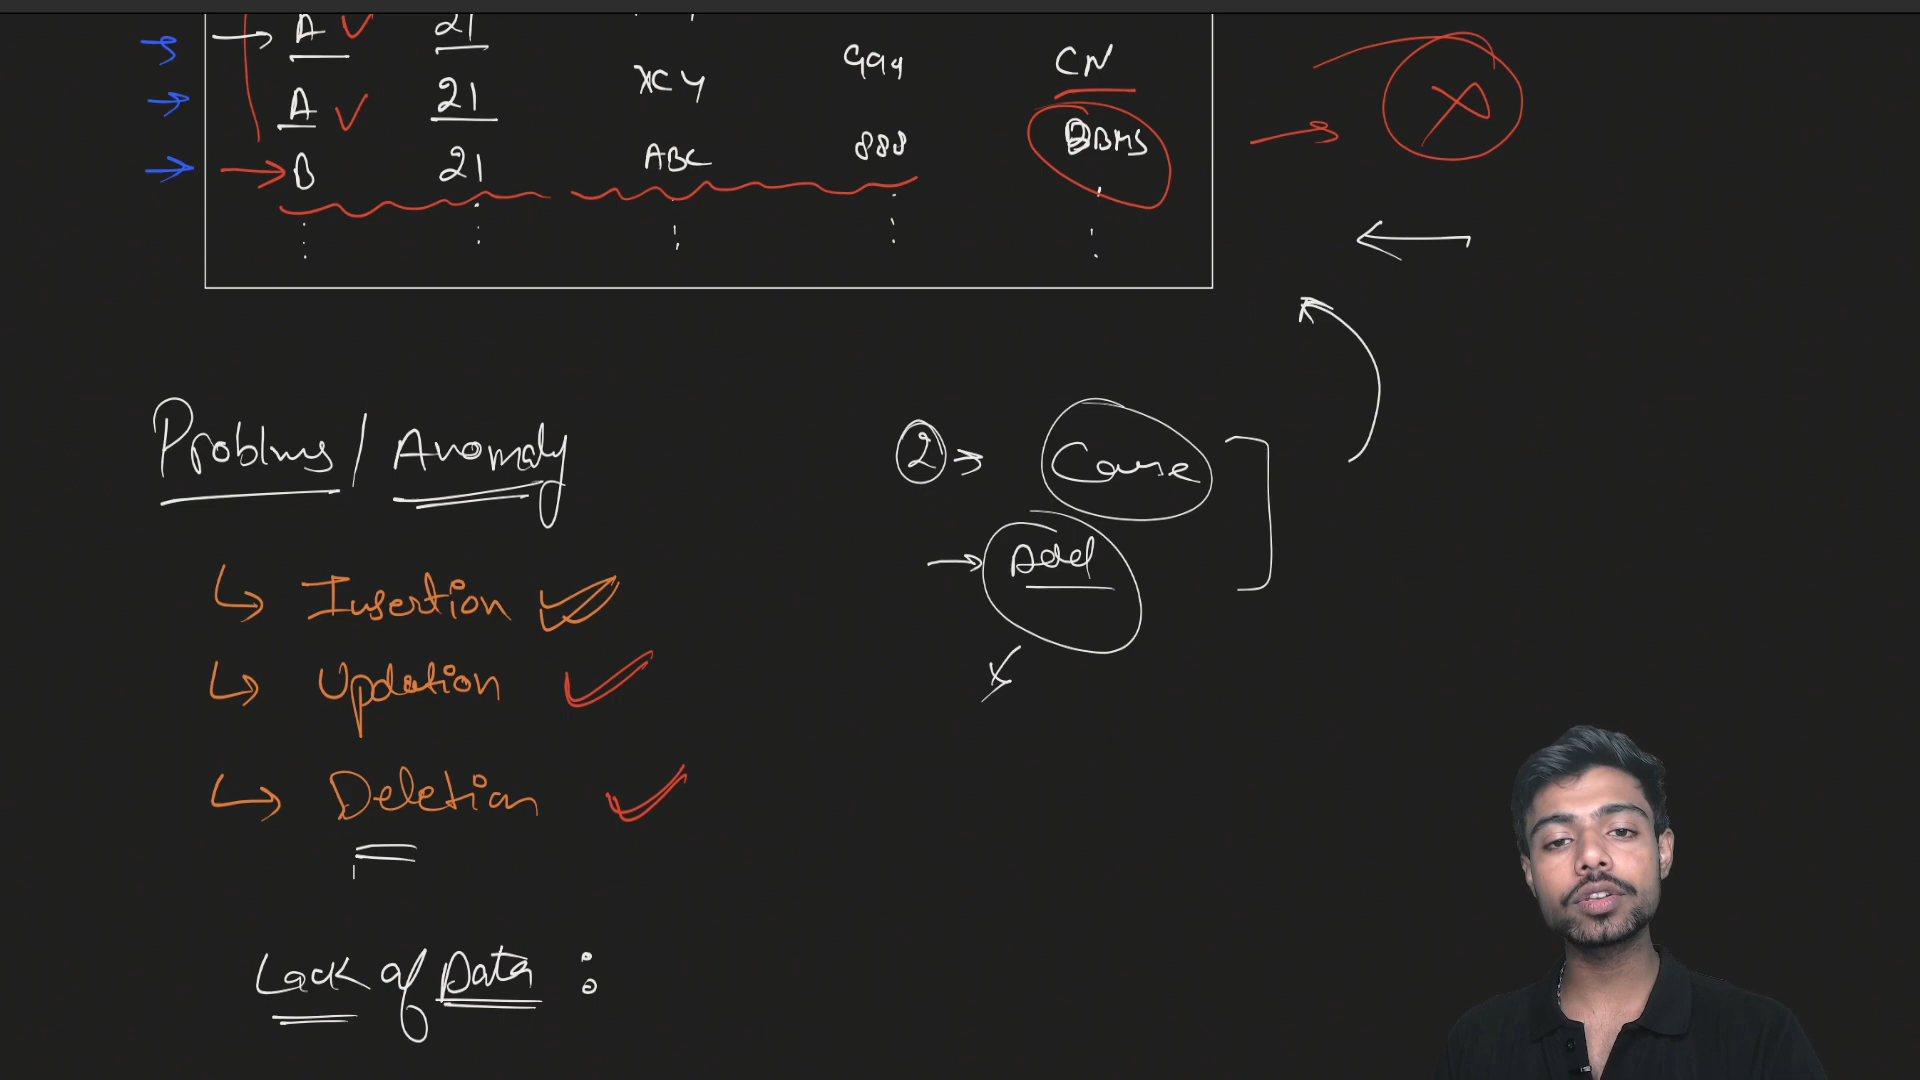 A 21
CN
A 21 XCY 999
B 21 ABC 888 DBMS
Problems / Anomaly
2 → Course
Add
Insertion
Updation
Deletion
Lack of Data :